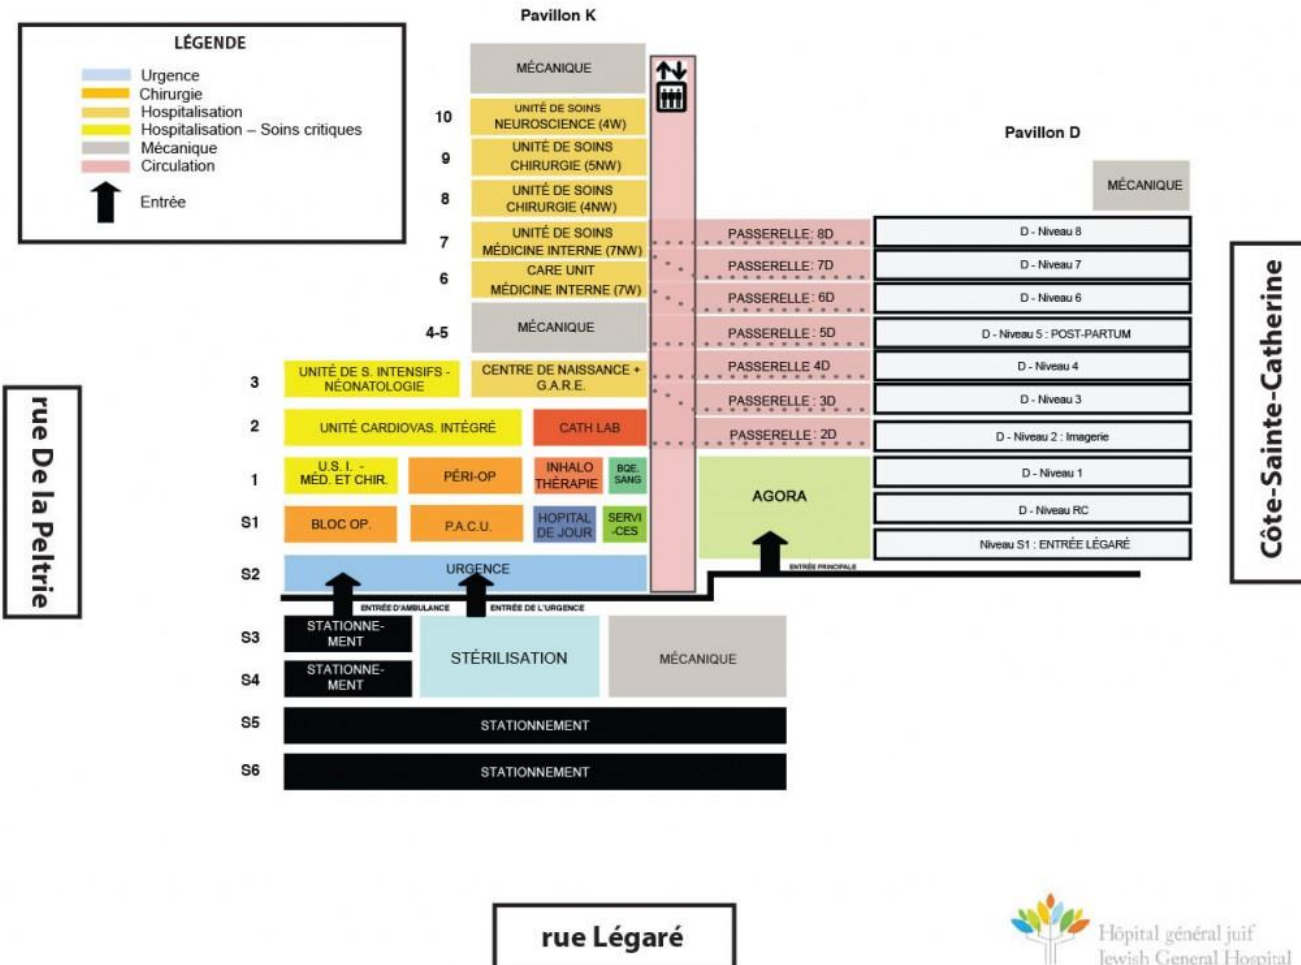 Pavillon K
LÉGENDE
Urgence
Chirurgie
Hospitalisation
Hospitalisation – Soins critiques
Mécanique
Circulation
Entrée
MÉCANIQUE
10
UNITÉ DE SOINS
NEUROSCIENCE (4W)
9
UNITÉ DE SOINS
CHIRURGIE (5NW)
8
UNITÉ DE SOINS
CHIRURGIE (4NW)
7
UNITÉ DE SOINS
MÉDICINE INTERNE (7NW)
6
CARE UNIT
MÉDICINE INTERNE (7W)
4-5
MÉCANIQUE
3
UNITÉ DE S. INTENSIFS -
NÉONATOLOGIE
CENTRE DE NAISSANCE +
G.A.R.E.
2
UNITÉ CARDIOVAS. INTÉGRÉ
CATH LAB
1
U.S. I. -
MÉD. ET CHIR.
PÉRI-OP
INHALO
THÉRAPIE
BQE.
SANG
S1
BLOC OP.
P.A.C.U.
HOPITAL
DE JOUR
SERVI
-CES
S2
URGENCE
ENTRÉE D'AMBULANCE
ENTRÉE DE L'URGENCE
S3
STATIONNE-
MENT
S4
STATIONNE-
MENT
STÉRILISATION
MÉCANIQUE
S5
STATIONNEMENT
S6
STATIONNEMENT
Pavillon D
MÉCANIQUE
PASSERELLE: 8D
D - Niveau 8
PASSERELLE: 7D
D - Niveau 7
PASSERELLE: 6D
D - Niveau 6
PASSERELLE: 5D
D - Niveau 5 : POST-PARTUM
PASSERELLE 4D
D - Niveau 4
PASSERELLE : 3D
D - Niveau 3
PASSERELLE : 2D
D - Niveau 2 : Imagerie
AGORA
D - Niveau 1
D - Niveau RC
Niveau S1 : ENTRÉE LÉGARÉ
ENTRÉE PRINCIPALE
rue De la Peltrie
Côte-Sainte-Catherine
rue Légaré
Hôpital général juif
Jewish General Hospital